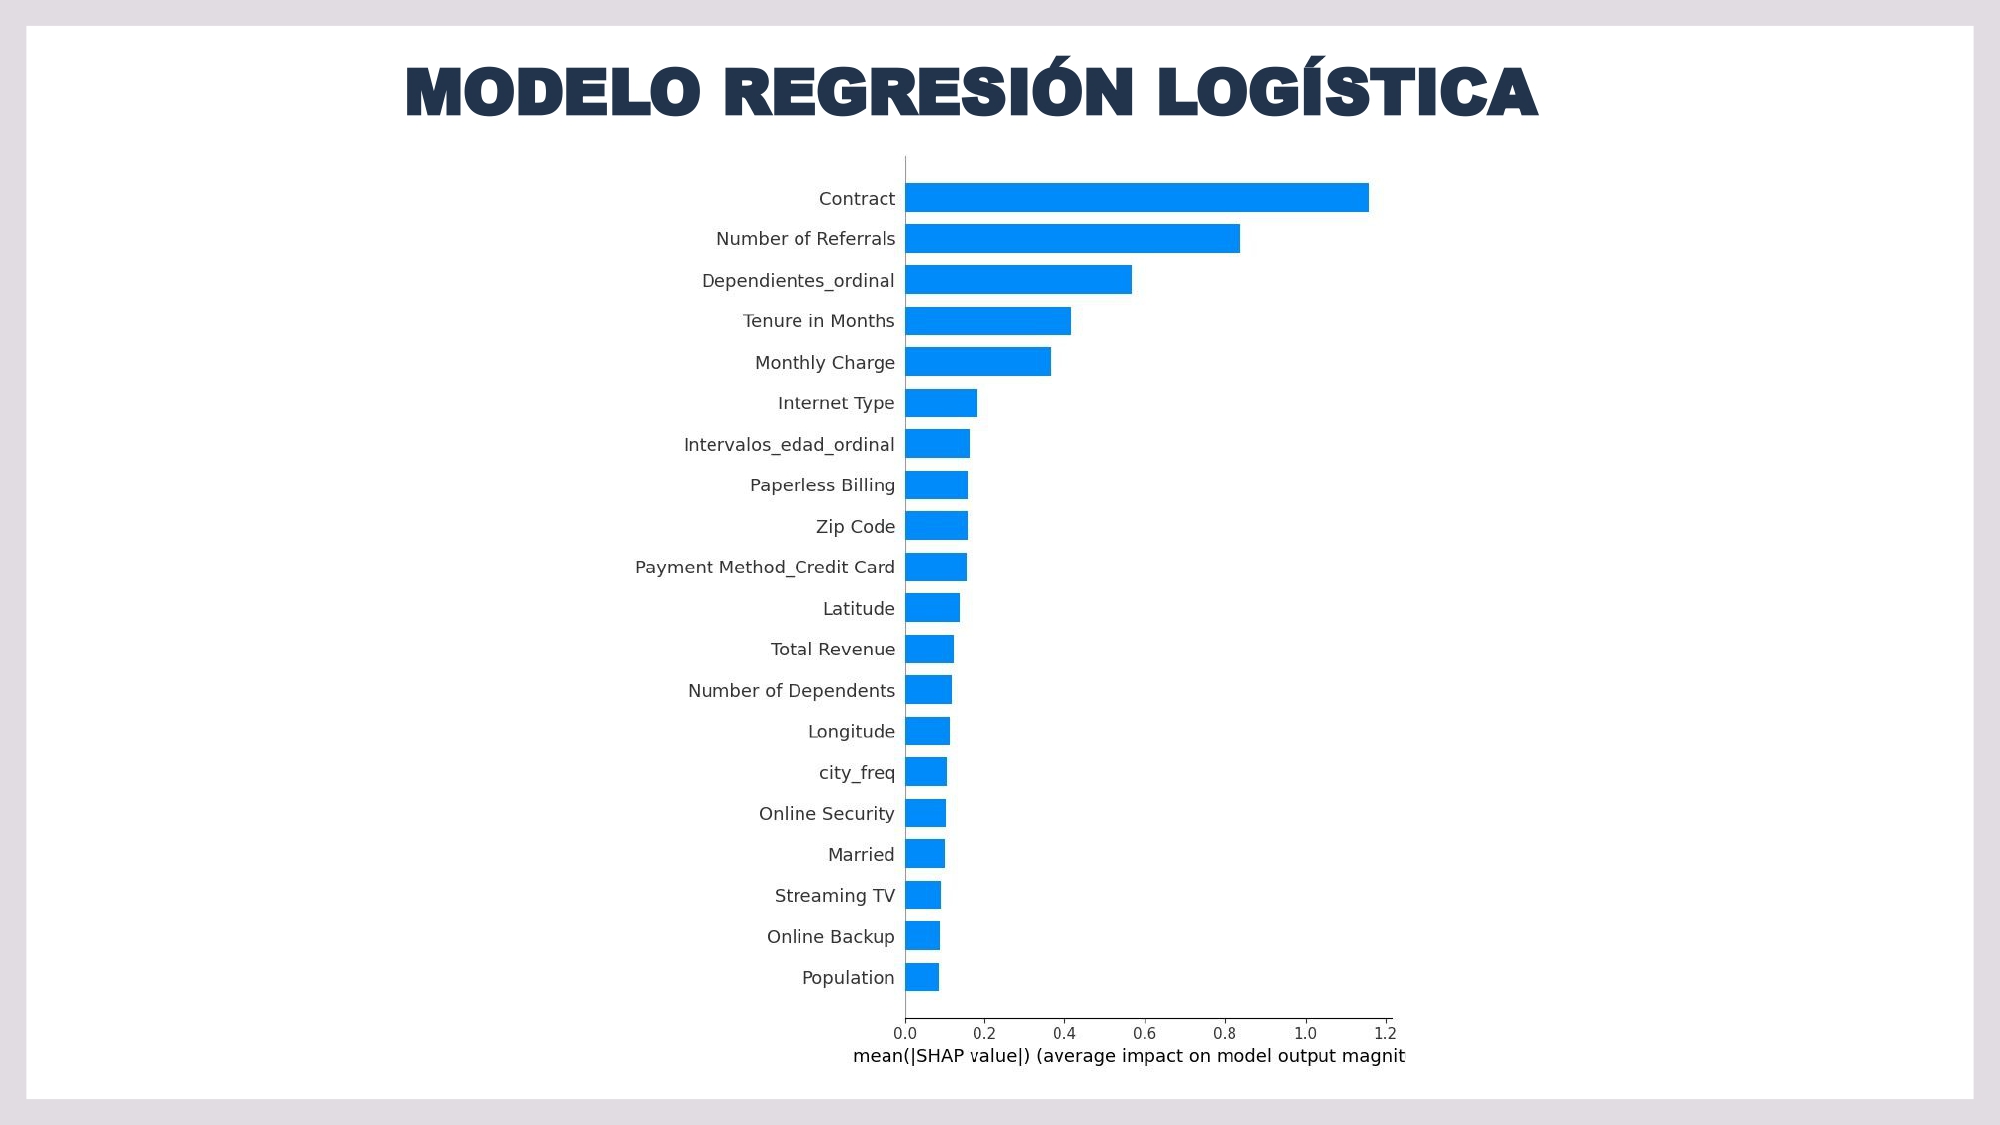 MODELO REGRESIÓN LOGÍSTICA
Contract
Number of Referrals
Dependientes_ordinal
Tenure in Months
Monthly Charge
Internet Type
Intervalos_edad_ordinal
Paperless Billing
Zip Code
Payment Method_Credit Card
Latitude
Total Revenue
Number of Dependents
Longitude
city_freq
Online Security
Married
Streaming TV
Online Backup
Population
0.0 0.2 0.4 0.6 0.8 1.0 1.2
mean(|SHAP value|) (average impact on model output magnit